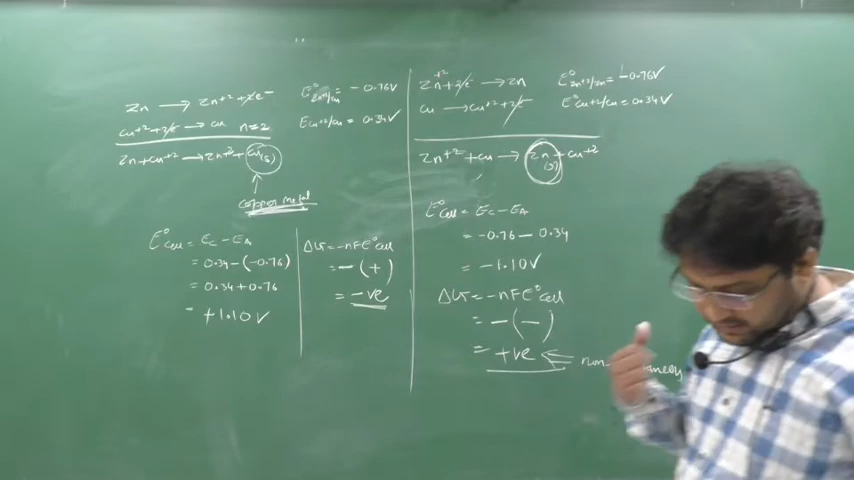 Zn → Zn+2 + 2e-
Cu+2 + 2e- → Cu n=2
Zn + Cu+2 → Zn+2 + Cu(s)
copper metal
E°Zn+2/Zn = -0.76V
ECu+2/Cu = 0.34V
E°Cell = EC - EA
= 0.34-(-0.76)
= 0.34+0.76
= +1.10V
ΔG = -nFE°Cell
= -(+)
= -ve
Zn+2 + 2e- → Zn
Cu → Cu+2 + 2e-
E°Zn+2/Zn = -0.76V
E°Cu+2/Cu = 0.34V
Zn+2 + Cu → Zn(s) + Cu+2
E°Cell = EC - EA
= -0.76 - 0.34
= -1.10V
ΔG = -nFE°Cell
= -(-)
= +ve
non